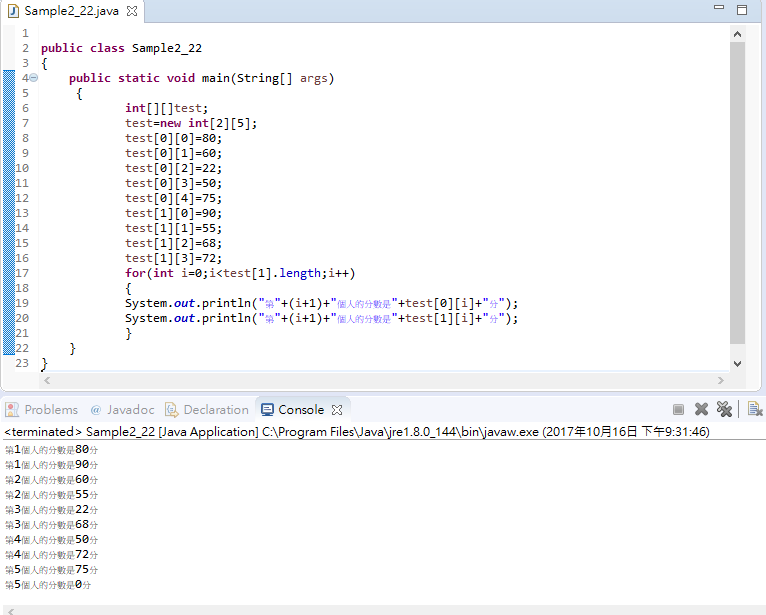 Sample2_22.java
1
2 public class Sample2_22
3 {
4 public static void main(String[] args)
5 {
6 int[][]test;
7 test=new int[2][5];
8 test[0][0]=80;
9 test[0][1]=60;
10 test[0][2]=22;
11 test[0][3]=50;
12 test[0][4]=75;
13 test[1][0]=90;
14 test[1][1]=55;
15 test[1][2]=68;
16 test[1][3]=72;
17 for(int i=0;i<test[1].length;i++)
18 {
19 System.out.println("第"+(i+1)+"個人的分數是"+test[0][i]+"分");
20 System.out.println("第"+(i+1)+"個人的分數是"+test[1][i]+"分");
21 }
22 }
23 }
Problems @ Javadoc Declaration Console
<terminated> Sample2_22 [Java Application] C:\Program Files\Java\jre1.8.0_144\bin\javaw.exe (2017年10月16日 下午9:31:46)
第1個人的分數是80分
第1個人的分數是90分
第2個人的分數是60分
第2個人的分數是55分
第3個人的分數是22分
第3個人的分數是68分
第4個人的分數是50分
第4個人的分數是72分
第5個人的分數是75分
第5個人的分數是0分